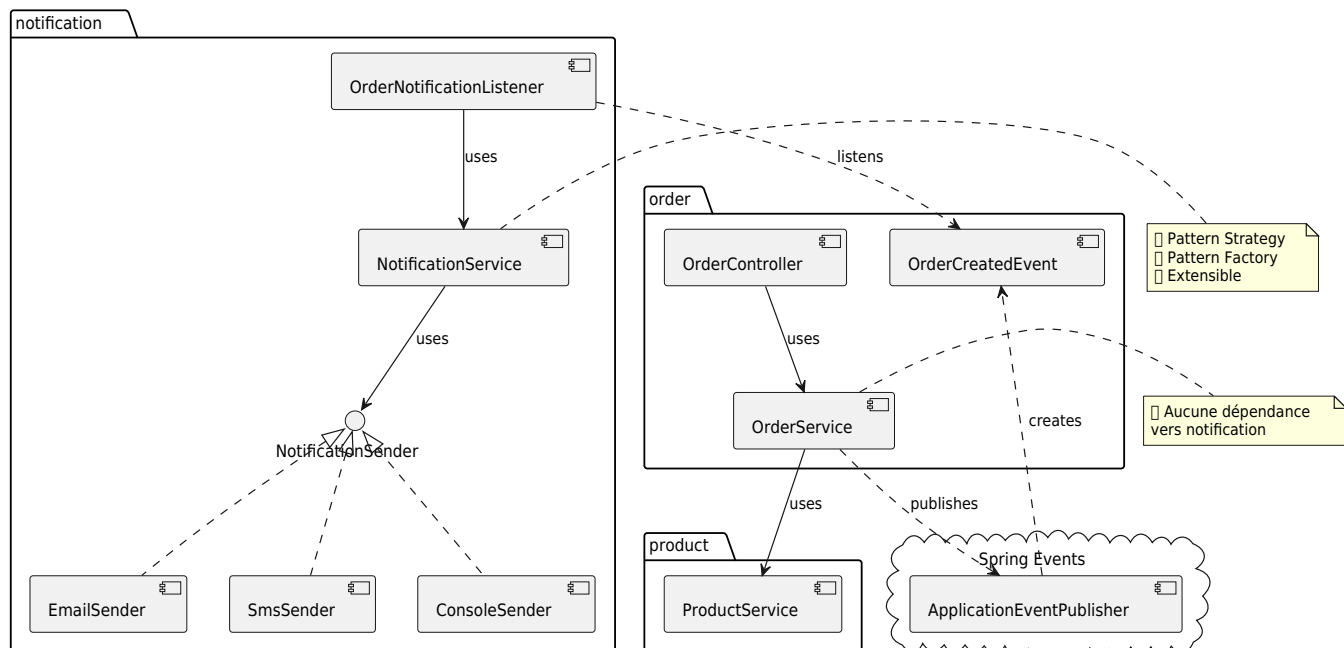 notification
OrderNotificationListener
uses
listens
order
NotificationService
OrderController
OrderCreatedEvent
Pattern Strategy
Pattern Factory
Extensible
uses
uses
NotificationSender
OrderService
creates
Aucune dépendance
vers notification
uses
publishes
product
Spring Events
EmailSender
SmsSender
ConsoleSender
ProductService
ApplicationEventPublisher